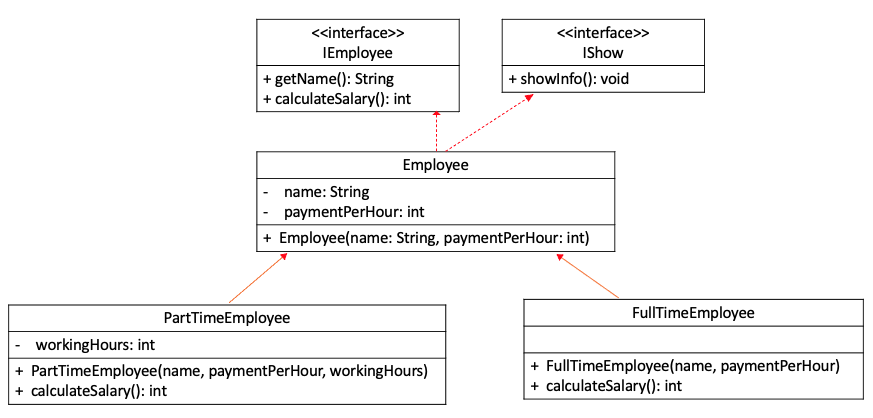 <<interface>>
IEmployee
+ getName(): String
+ calculateSalary(): int
<<interface>>
IShow
+ showInfo(): void
Employee
- name: String
- paymentPerHour: int
+ Employee(name: String, paymentPerHour: int)
PartTimeEmployee
- workingHours: int
+ PartTimeEmployee(name, paymentPerHour, workingHours)
+ calculateSalary(): int
FullTimeEmployee
+ FullTimeEmployee(name, paymentPerHour)
+ calculateSalary(): int